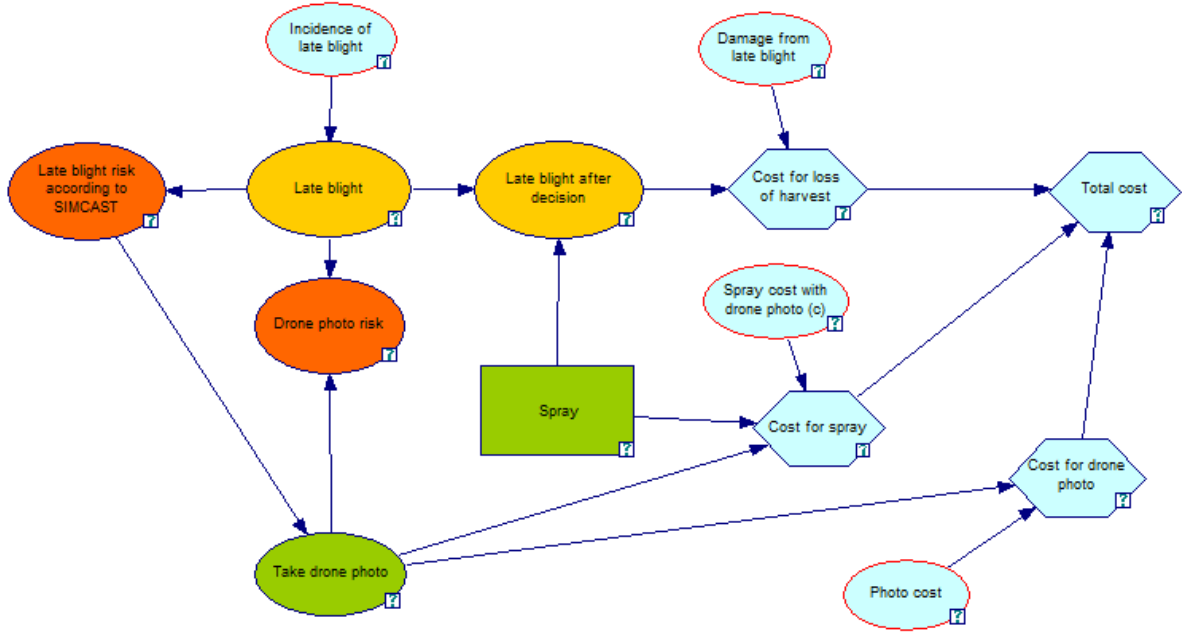 Incidence of
late blight
?
Damage from
late blight
?
Late blight risk
according to
SIMCAST
?
Late blight
?
Late blight after
decision
?
Cost for loss
of harvest
?
Total cost
?
Drone photo risk
?
Spray cost with
drone photo (c)
?
Spray
?
Cost for spray
?
Cost for drone
photo
?
Take drone photo
?
Photo cost
?